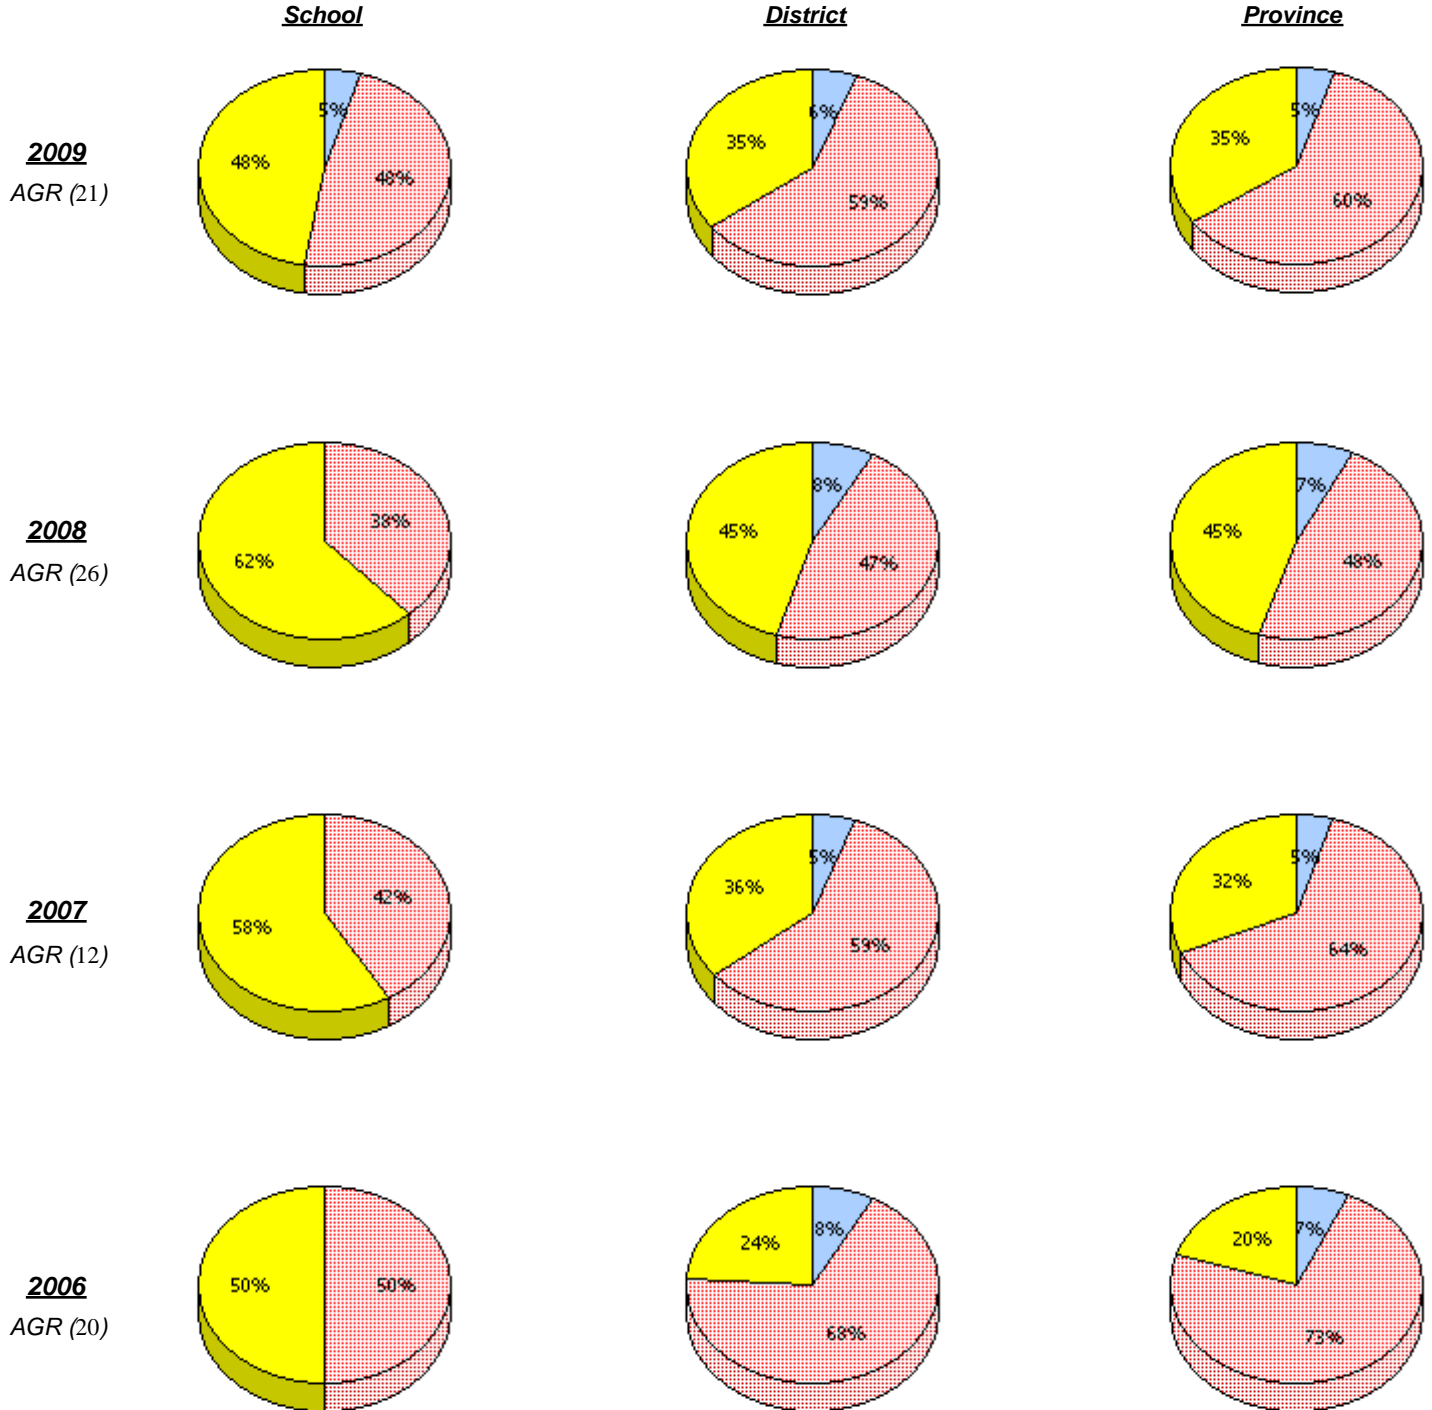 School District Province
5% 6% 5%
48% 35% 35%
2009
48% 59% 60%
AGR (21)
8% 7%
38% 45% 45%
2008
62% 47% 48%
AGR (26)
5% 5%
42% 36% 32%
2007
58% 59% 64%
AGR (12)
24% 8% 20% 7%
50% 50%
2006
AGR (20)
68% 73%